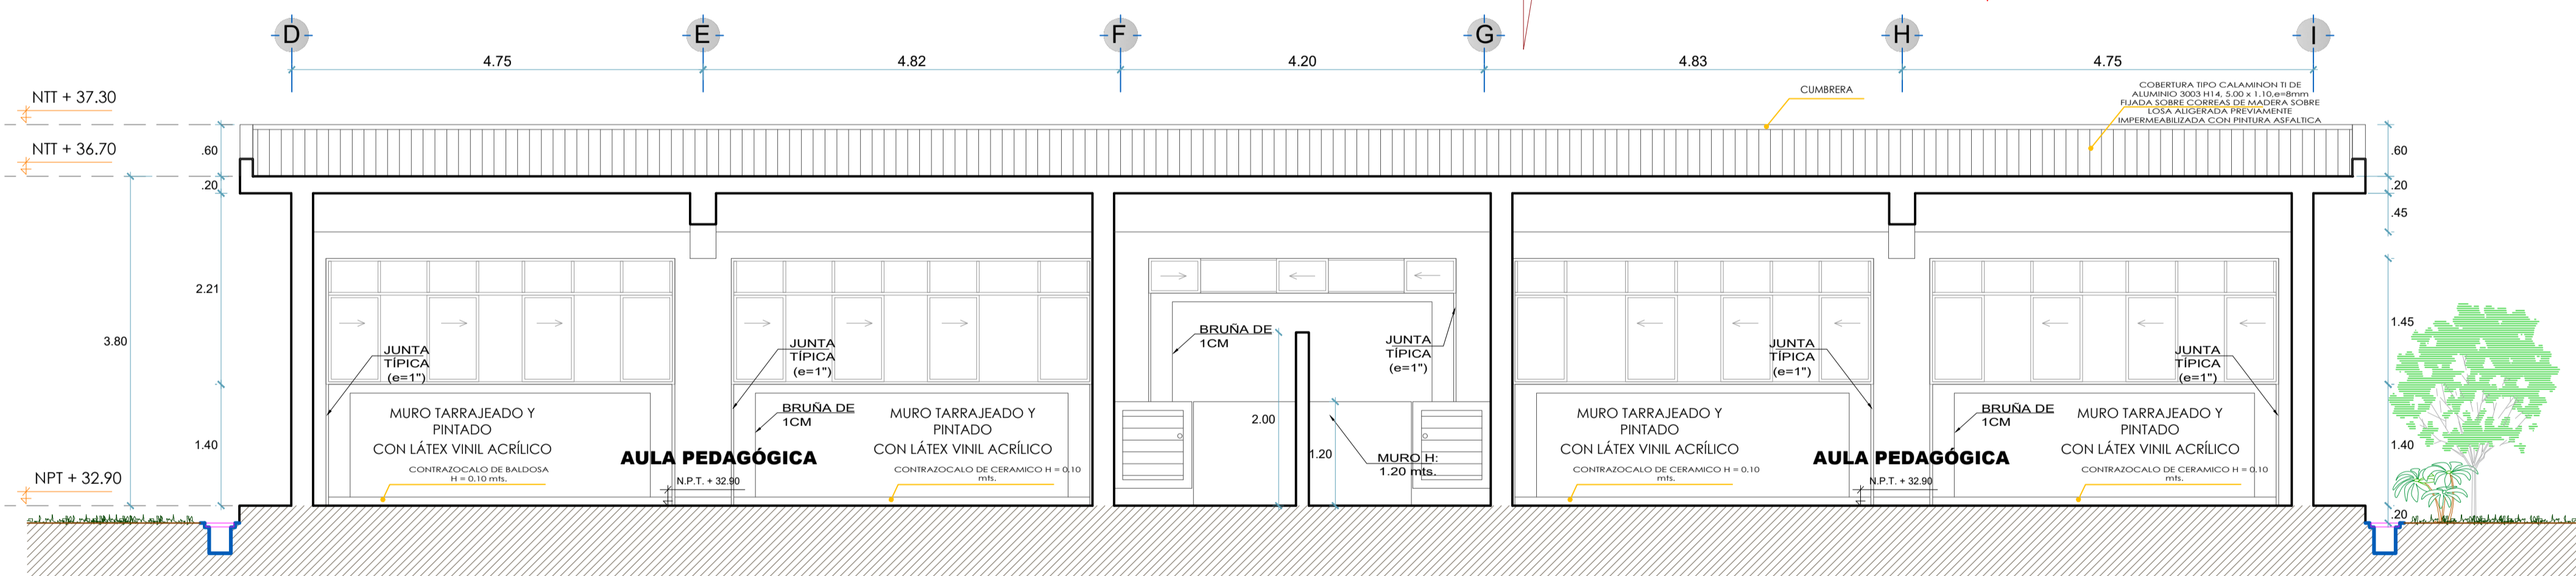 D
E
F
G
H
I
4.75
4.82
4.20
4.83
4.75
NTT + 37.30
NTT + 36.70
NPT + 32.90
CUMBRERA
COBERTURA TIPO CALAMINON TI DE
ALUMINIO 3003 H14, 5.00 x 1.10,e=8mm
FIJADA SOBRE CORREAS DE MADERA SOBRE
LOSA ALIGERADA PREVIAMENTE
IMPERMEABILIZADA CON PINTURA ASFALTICA
.60
.20
2.21
3.80
1.40
.60
.20
.45
1.45
1.40
.20
JUNTA
TÍPICA
(e=1")
MURO TARRAJEADO Y
PINTADO
CON LÁTEX VINIL ACRÍLICO
CONTRAZOCALO DE BALDOSA
H = 0.10 mts.
AULA PEDAGÓGICA
N.P.T. + 32.90
JUNTA
TÍPICA
(e=1")
BRUÑA DE
1CM
MURO TARRAJEADO Y
PINTADO
CON LÁTEX VINIL ACRÍLICO
CONTRAZOCALO DE CERAMICO H = 0.10
mts.
BRUÑA DE
1CM
2.00
1.20
MURO H:
1.20 mts.
JUNTA
TÍPICA
(e=1")
MURO TARRAJEADO Y
PINTADO
CON LÁTEX VINIL ACRÍLICO
CONTRAZOCALO DE CERAMICO H = 0.10
mts.
JUNTA
TÍPICA
(e=1")
AULA PEDAGÓGICA
N.P.T. + 32.90
BRUÑA DE
1CM
MURO TARRAJEADO Y
PINTADO
CON LÁTEX VINIL ACRÍLICO
CONTRAZOCALO DE CERAMICO H = 0.10
mts.
JUNTA
TÍPICA
(e=1")